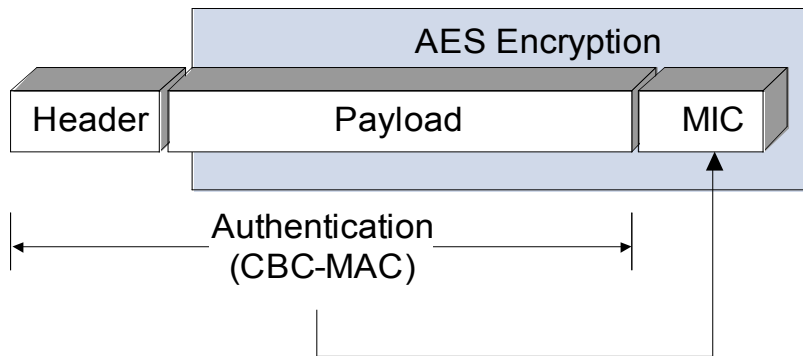 AES Encryption
Header
Payload
MIC
Authentication
(CBC-MAC)